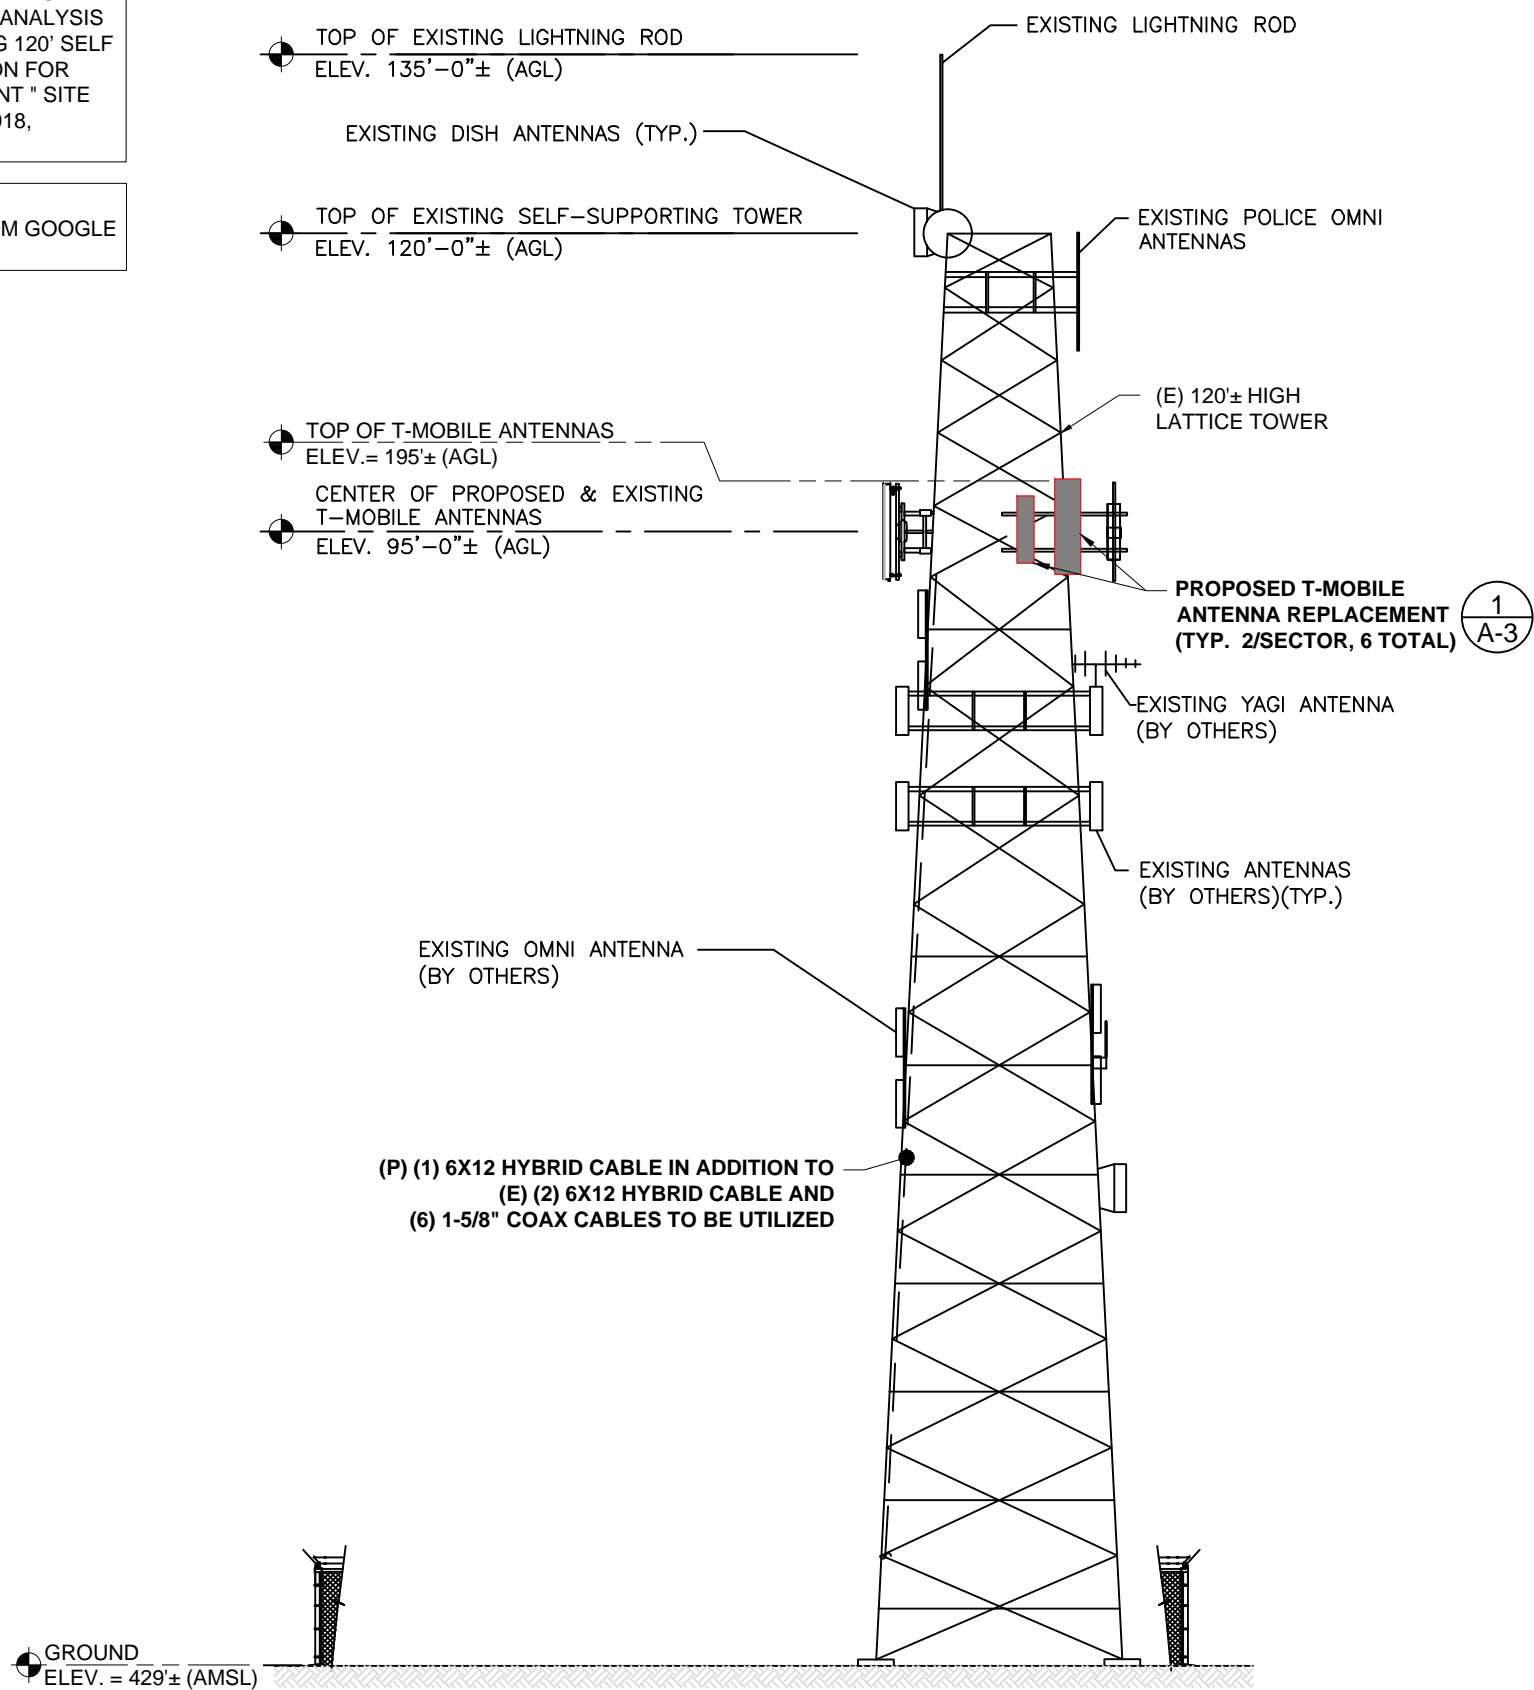 ANALYSIS
G 120' SELF
ON FOR
NT " SITE
018,
M GOOGLE
TOP OF EXISTING LIGHTNING ROD
ELEV. 135'-0"± (AGL)
EXISTING LIGHTNING ROD
EXISTING DISH ANTENNAS (TYP.)
TOP OF EXISTING SELF-SUPPORTING TOWER
ELEV. 120'-0"± (AGL)
EXISTING POLICE OMNI
ANTENNAS
(E) 120'± HIGH
LATTICE TOWER
TOP OF T-MOBILE ANTENNAS
ELEV.= 195'± (AGL)
CENTER OF PROPOSED & EXISTING
T-MOBILE ANTENNAS
ELEV. 95'-0"± (AGL)
PROPOSED T-MOBILE
ANTENNA REPLACEMENT
(TYP. 2/SECTOR, 6 TOTAL)
1
A-3
EXISTING YAGI ANTENNA
(BY OTHERS)
EXISTING ANTENNAS
(BY OTHERS)(TYP.)
EXISTING OMNI ANTENNA
(BY OTHERS)
(P) (1) 6X12 HYBRID CABLE IN ADDITION TO
(E) (2) 6X12 HYBRID CABLE AND
(6) 1-5/8" COAX CABLES TO BE UTILIZED
GROUND
ELEV. = 429'± (AMSL)